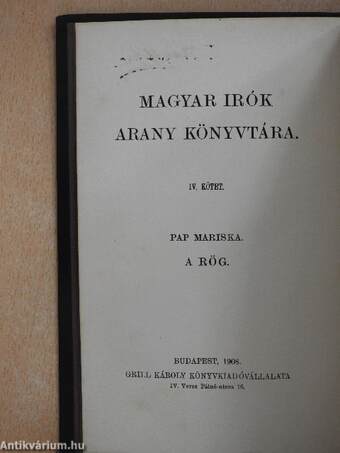 MAGYAR IRÓK
ARANY KÖNYVTÁRA.
IV. KÖTET.
PAP MARISKA.
A RÖG.
BUDAPEST, 1908.
GRILL KÁROLY KÖNYVKIADÓVÁLLALATA
IV. Veres Pálné-utcza 16.
Antikvárium.hu